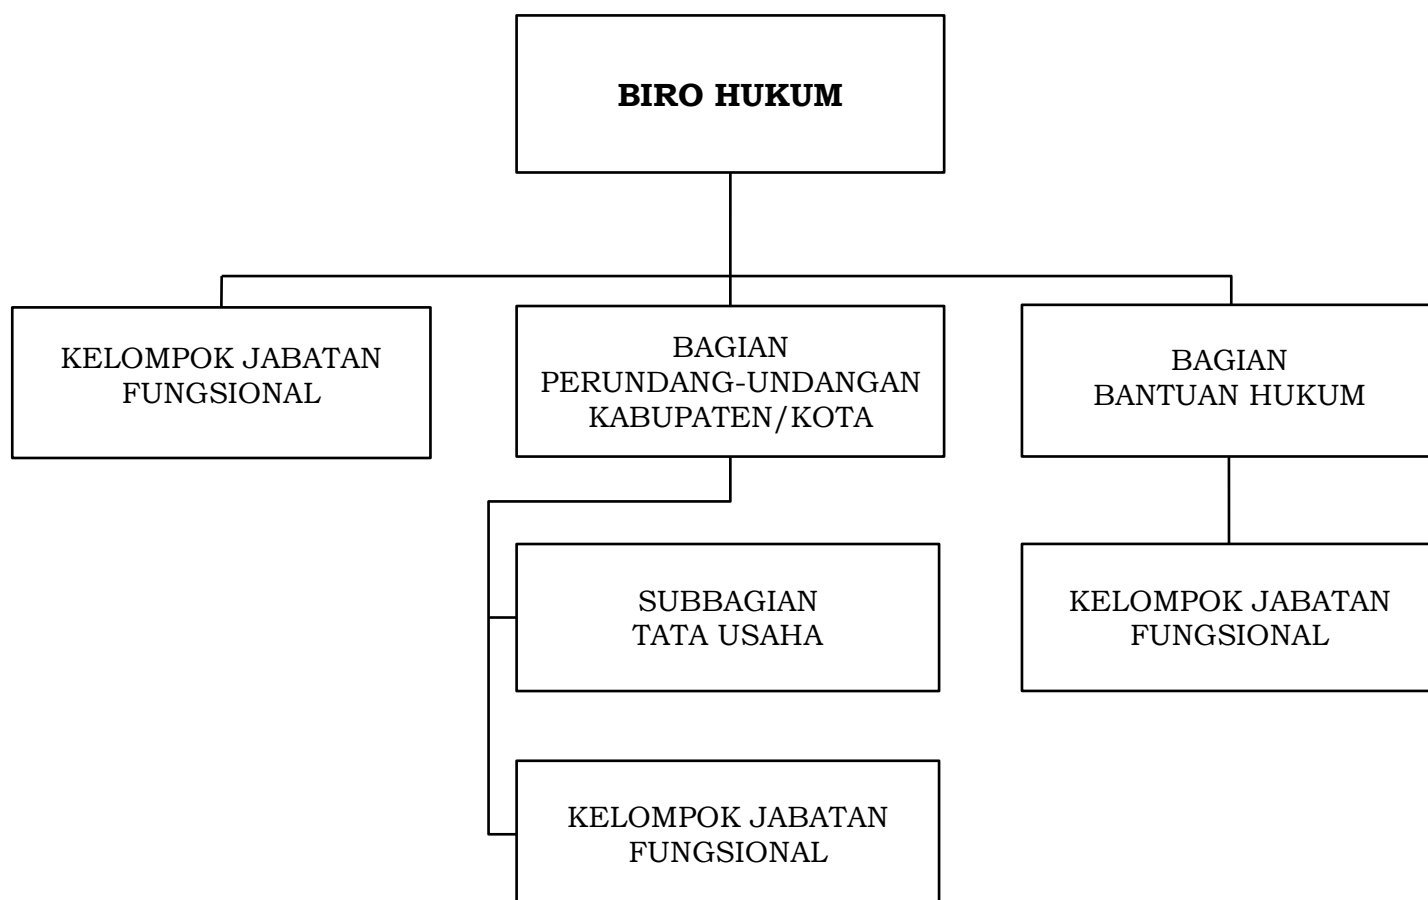 BIRO HUKUM
KELOMPOK JABATAN
FUNGSIONAL
BAGIAN
PERUNDANG-UNDANGAN
KABUPATEN/KOTA
BAGIAN
BANTUAN HUKUM
SUBBAGIAN
TATA USAHA
KELOMPOK JABATAN
FUNGSIONAL
KELOMPOK JABATAN
FUNGSIONAL